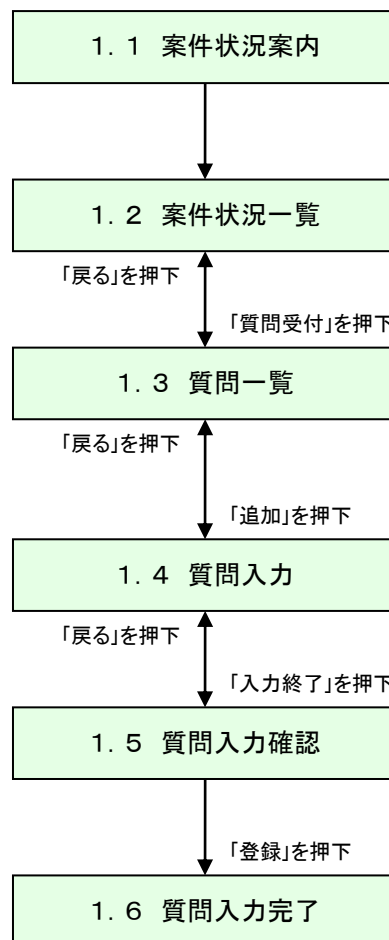 １．１　案件状況案内
１．２　案件状況一覧
「戻る」を押下
「質問受付」を押下
１．３　質問一覧
「戻る」を押下
「追加」を押下
１．４　質問入力
「戻る」を押下
「入力終了」を押下
１．５　質問入力確認
「登録」を押下
１．６　質問入力完了